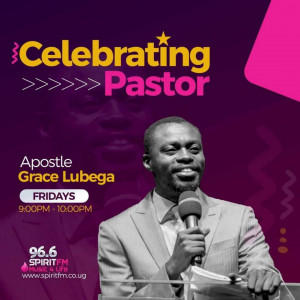 Celebrating
Pastor
Apostle
Grace Lubega
FRIDAYS
9:00PM - 10:00PM
96.6
SPIRIT FM
MUSIC 4 LIFE
www.spiritfm.co.ug